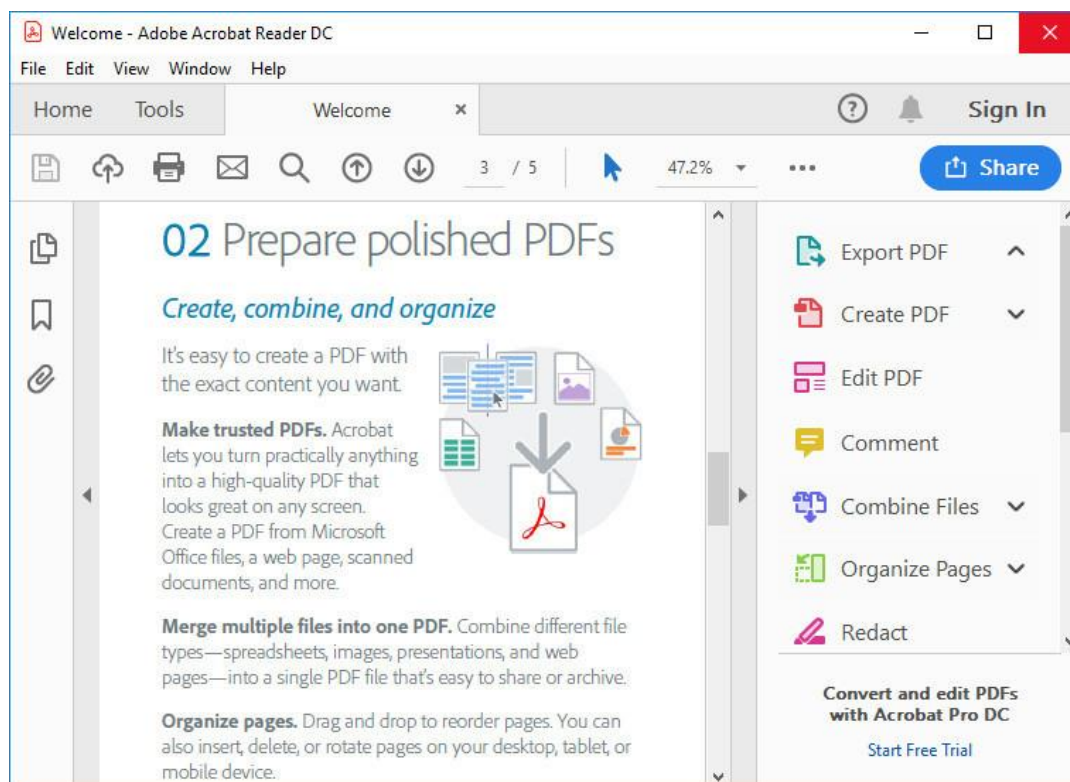 Welcome - Adobe Acrobat Reader DC
File Edit View Window Help
Home Tools Welcome × Sign In
3 / 5 47.2% Share
02 Prepare polished PDFs
Create, combine, and organize
It's easy to create a PDF with
the exact content you want.
Make trusted PDFs. Acrobat
lets you turn practically anything
into a high-quality PDF that
looks great on any screen.
Create a PDF from Microsoft
Office files, a web page, scanned
documents, and more.
Merge multiple files into one PDF. Combine different file
types—spreadsheets, images, presentations, and web
pages—into a single PDF file that's easy to share or archive.
Organize pages. Drag and drop to reorder pages. You can
also insert, delete, or rotate pages on your desktop, tablet, or
mobile device.
Export PDF
Create PDF
Edit PDF
Comment
Combine Files
Organize Pages
Redact
Convert and edit PDFs
with Acrobat Pro DC
Start Free Trial